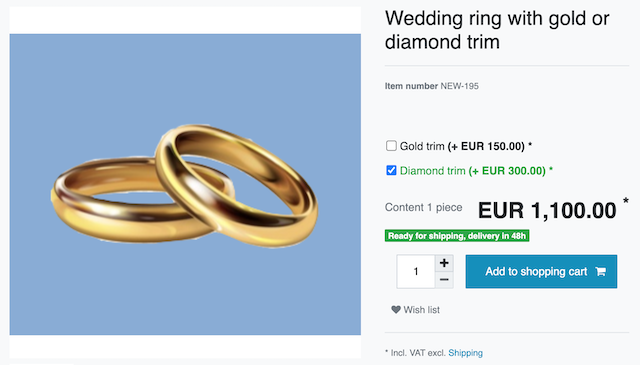 Wedding ring with gold or
diamond trim
Item number NEW-195
Gold trim (+ EUR 150.00) *
Diamond trim (+ EUR 300.00) *
Content 1 piece EUR 1,100.00 *
Ready for shipping, delivery in 48h
1 + −
Add to shopping cart
Wish list
* Incl. VAT excl. Shipping